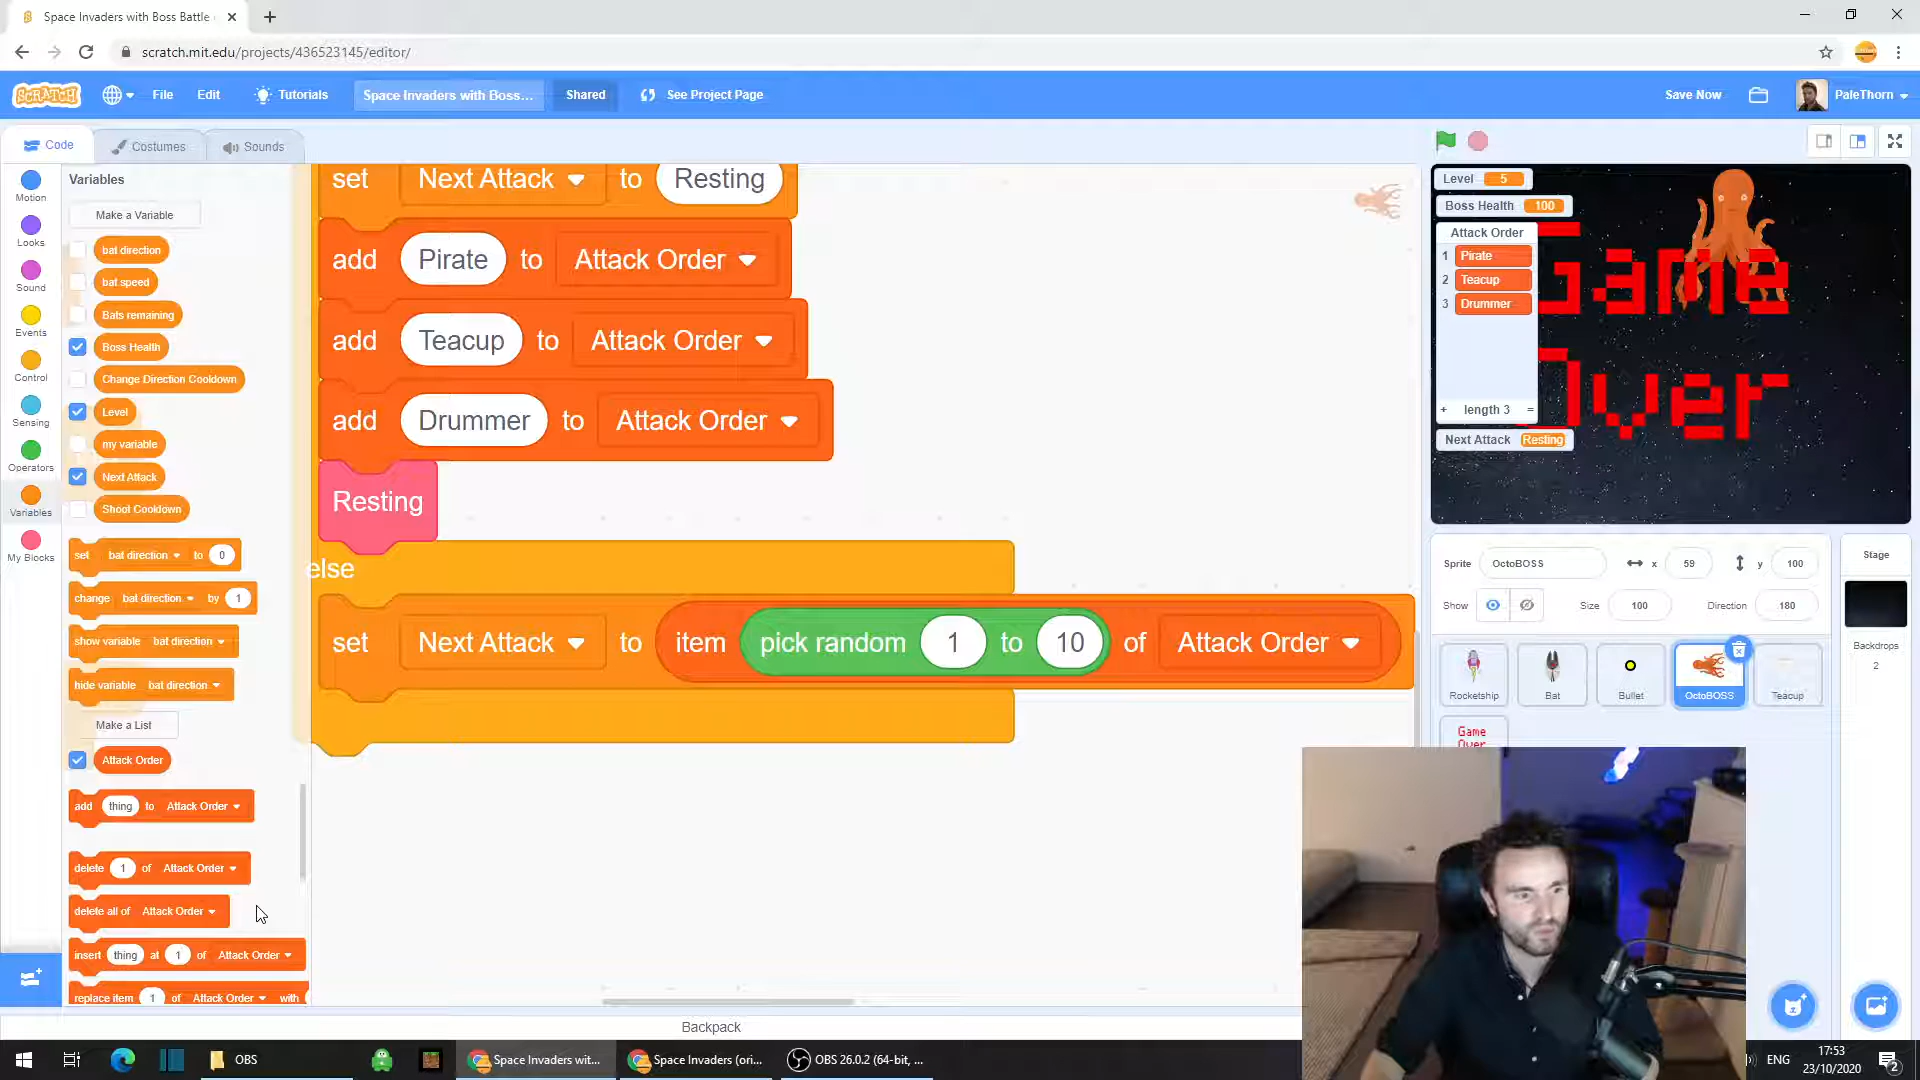 Space Invaders with Boss Battle
scratch.mit.edu/projects/436523145/editor/
SCRATCH
File
Edit
Tutorials
Space Invaders with Boss...
Shared
See Project Page
Save Now
PaleThorn
Code
Costumes
Sounds
Motion
Looks
Sound
Events
Control
Sensing
Operators
Variables
My Blocks
Variables
Make a Variable
bat direction
bat speed
Bats remaining
Boss Health
Change Direction Cooldown
Level
my variable
Next Attack
Shoot Cooldown
set bat direction to 0
change bat direction by 1
show variable bat direction
hide variable bat direction
Make a List
Attack Order
add thing to Attack Order
delete 1 of Attack Order
delete all of Attack Order
insert thing at 1 of Attack Order
replace item 1 of Attack Order with
set Next Attack to Resting
add Pirate to Attack Order
add Teacup to Attack Order
add Drummer to Attack Order
Resting
else
set Next Attack to item pick random 1 to 10 of Attack Order
Backpack
Level 5
Boss Health 100
Attack Order
1 Pirate
2 Teacup
3 Drummer
+ length 3 =
Next Attack Resting
Game
Over
Sprite OctoBOSS x 59 y 100
Show Size 100 Direction 180
Rocketship
Bat
Bullet
OctoBOSS
Teacup
Game
Over
Stage
Backdrops
2
OBS
Space Invaders wit...
Space Invaders (ori...
OBS 26.0.2 (64-bit, ...
ENG
17:53
23/10/2020
2